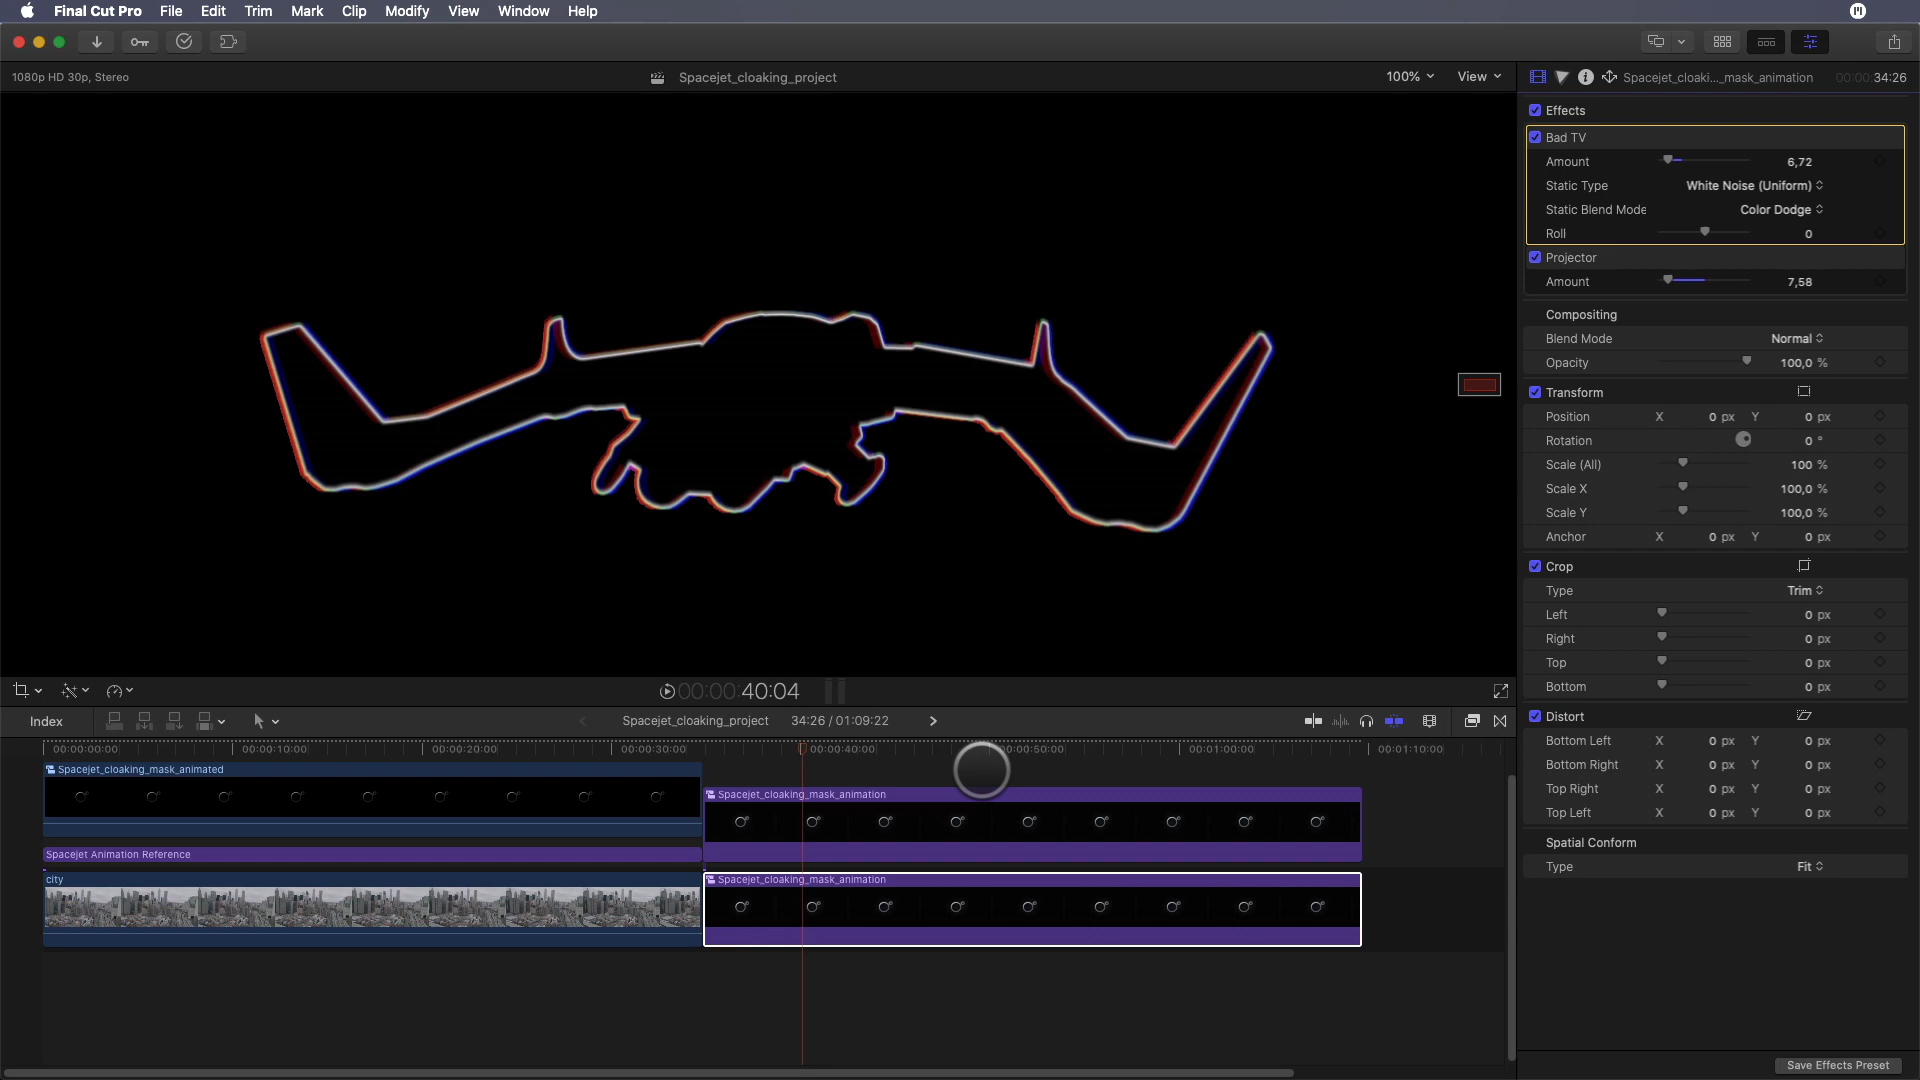 Final Cut Pro File Edit Trim Mark Clip Modify View Window Help
1080p HD 30p, Stereo
Spacejet_cloaking_project
100% View
Spacejet_cloaki..._mask_animation 00:00:34:26
Effects
Bad TV
Amount 6,72
Static Type White Noise (Uniform)
Static Blend Mode Color Dodge
Roll 0
Projector
Amount 7,58
Compositing
Blend Mode Normal
Opacity 100,0 %
Transform
Position X 0 px Y 0 px
Rotation 0 °
Scale (All) 100 %
Scale X 100,0 %
Scale Y 100,0 %
Anchor X 0 px Y 0 px
Crop
Type Trim
Left 0 px
Right 0 px
Top 0 px
Bottom 0 px
Distort
Bottom Left X 0 px Y 0 px
Bottom Right X 0 px Y 0 px
Top Right X 0 px Y 0 px
Top Left X 0 px Y 0 px
Spatial Conform
Type Fit
Save Effects Preset
00:00:40:04
Index
Spacejet_cloaking_project 34:26 / 01:09:22
00:00:00:00 00:00:10:00 00:00:20:00 00:00:30:00 00:00:40:00 00:00:50:00 00:01:00:00 00:01:10:00
Spacejet_cloaking_mask_animated
Spacejet_cloaking_mask_animation
Spacejet Animation Reference
city
Spacejet_cloaking_mask_animation